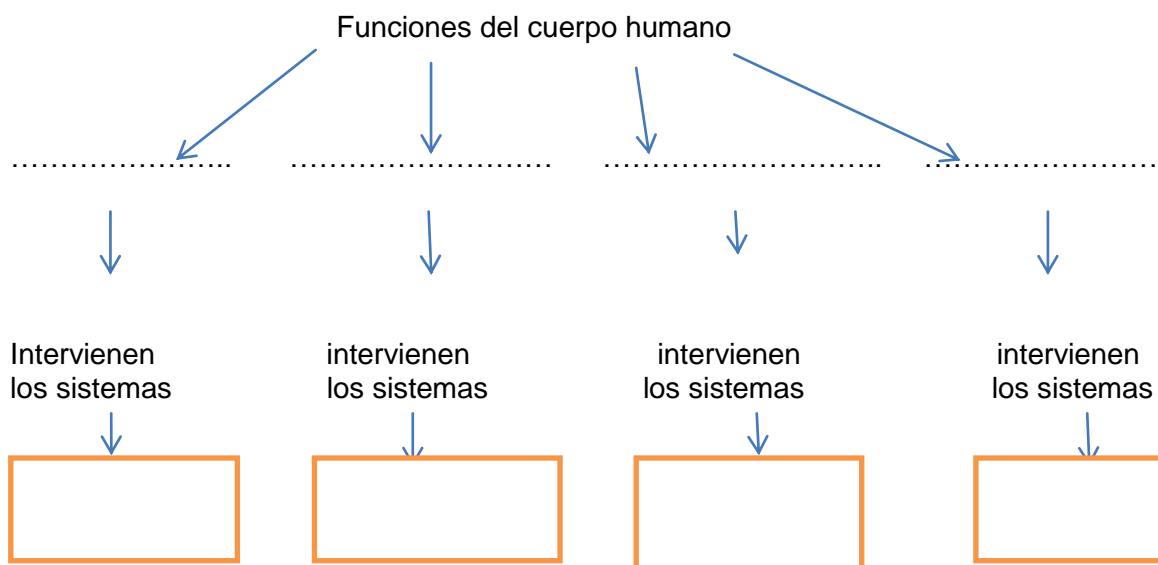 Funciones del cuerpo humano
........................... ................................ .................................. ............................
Intervienen intervienen intervienen intervienen
los sistemas los sistemas los sistemas los sistemas